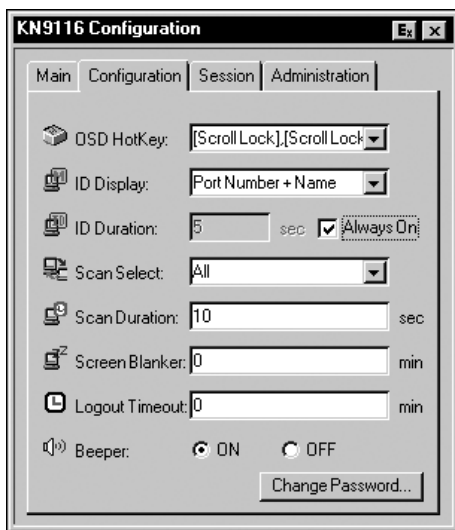 KN9116 Configuration Ex X
Main Configuration Session Administration
OSD HotKey: [Scroll Lock],[Scroll Lock
ID Display: Port Number + Name
ID Duration: 5 sec Always On
Scan Select: All
Scan Duration: 10 sec
Screen Blanker: 0 min
Logout Timeout: 0 min
Beeper: ON OFF
Change Password...